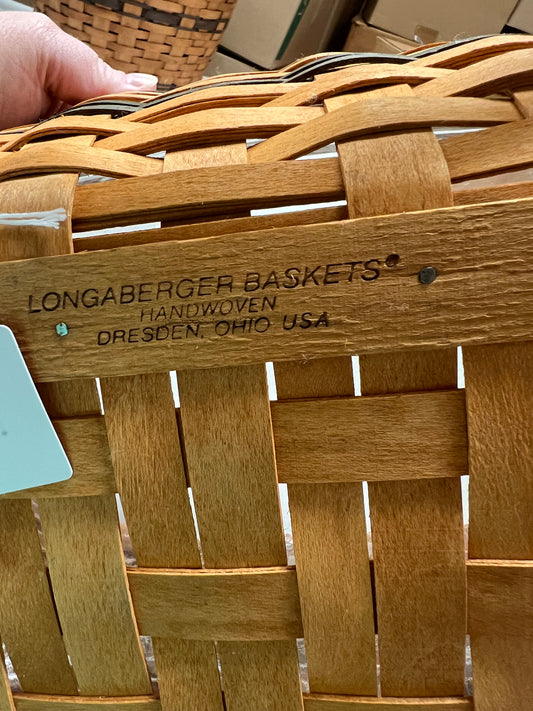 LONGABERGER BASKETS®
HANDWOVEN
DRESDEN, OHIO USA